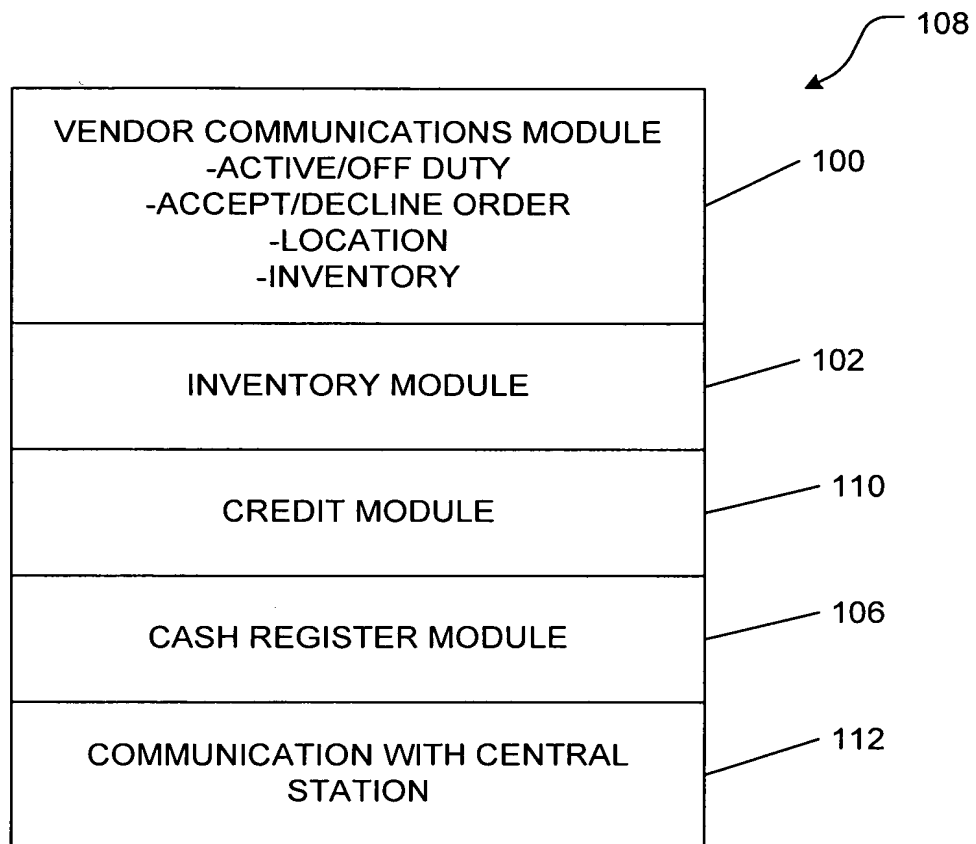 108
VENDOR COMMUNICATIONS MODULE
-ACTIVE/OFF DUTY
-ACCEPT/DECLINE ORDER
-LOCATION
-INVENTORY
100
INVENTORY MODULE
102
CREDIT MODULE
110
CASH REGISTER MODULE
106
COMMUNICATION WITH CENTRAL
STATION
112